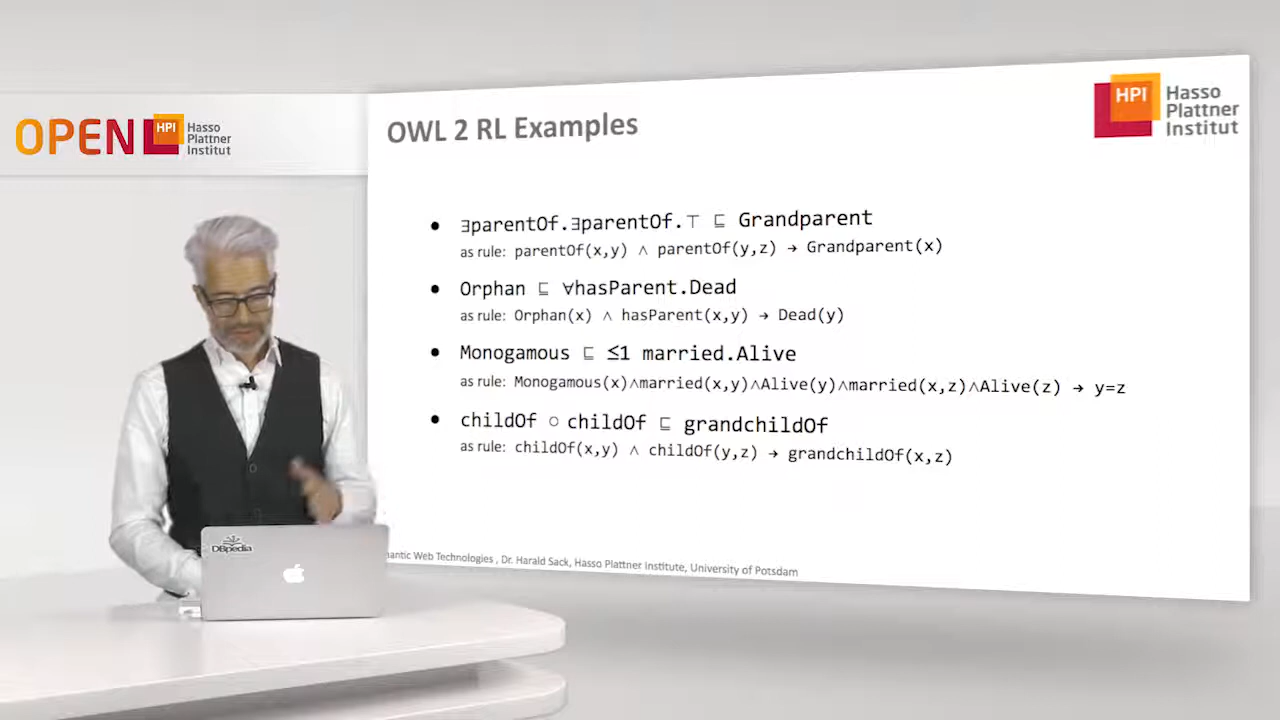 OPEN HPI Hasso
Plattner
Institut
HPI Hasso
Plattner
Institut
OWL 2 RL Examples
• ∃parentOf.∃parentOf.⊤ ⊑ Grandparent
as rule: parentOf(x,y) ∧ parentOf(y,z) → Grandparent(x)
• Orphan ⊑ ∀hasParent.Dead
as rule: Orphan(x) ∧ hasParent(x,y) → Dead(y)
• Monogamous ⊑ ≤1 married.Alive
as rule: Monogamous(x)∧married(x,y)∧Alive(y)∧married(x,z)∧Alive(z) → y=z
• childOf ○ childOf ⊑ grandchildOf
as rule: childOf(x,y) ∧ childOf(y,z) → grandchildOf(x,z)
DBpedia
antic Web Technologies , Dr. Harald Sack, Hasso Plattner Institute, University of Potsdam